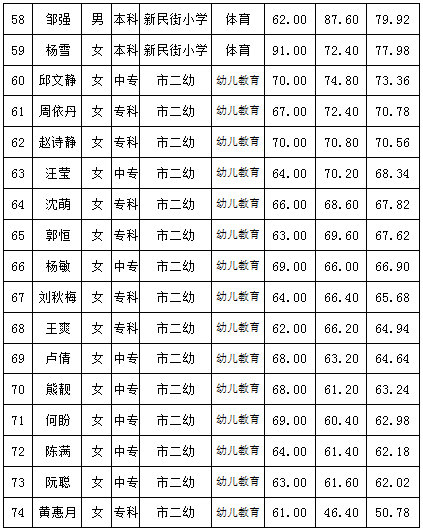 58 邹强 男 本科 新民街小学 体育 62.00 87.60 79.92
59 杨雪 女 本科 新民街小学 体育 91.00 72.40 77.98
60 邱文静 女 中专 市二幼 幼儿教育 70.00 74.80 73.36
61 周依丹 女 专科 市二幼 幼儿教育 67.00 72.40 70.78
62 赵诗静 女 专科 市二幼 幼儿教育 70.00 70.80 70.56
63 汪莹 女 中专 市二幼 幼儿教育 64.00 70.20 68.34
64 沈萌 女 专科 市二幼 幼儿教育 66.00 68.60 67.82
65 郭恒 女 专科 市二幼 幼儿教育 63.00 69.60 67.62
66 杨敏 女 中专 市二幼 幼儿教育 69.00 66.00 66.90
67 刘秋梅 女 专科 市二幼 幼儿教育 64.00 66.40 65.68
68 王爽 女 专科 市二幼 幼儿教育 62.00 66.20 64.94
69 卢倩 女 中专 市二幼 幼儿教育 68.00 63.20 64.64
70 熊靓 女 中专 市二幼 幼儿教育 68.00 61.20 63.24
71 何盼 女 中专 市二幼 幼儿教育 69.00 60.40 62.98
72 陈满 女 中专 市二幼 幼儿教育 64.00 61.40 62.18
73 阮聪 女 中专 市二幼 幼儿教育 63.00 61.60 62.02
74 黄惠月 女 专科 市二幼 幼儿教育 61.00 46.40 50.78